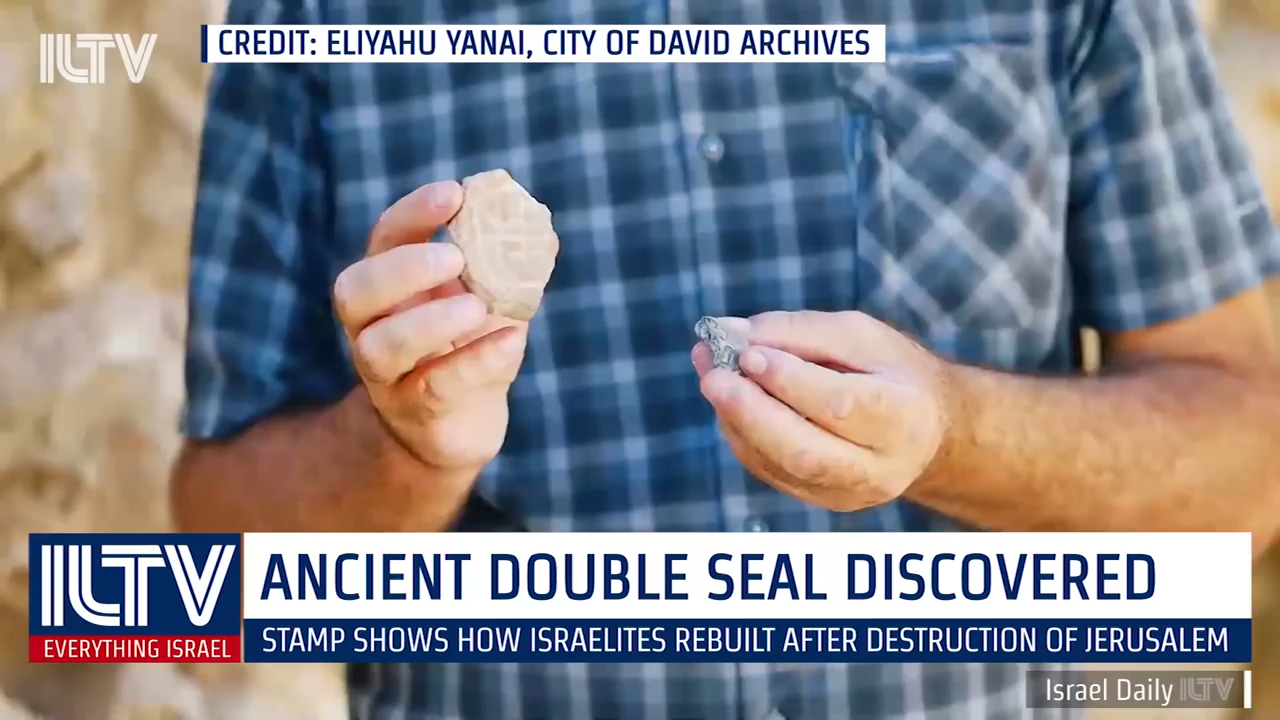 ILTV
CREDIT: ELIYAHU YANAI, CITY OF DAVID ARCHIVES
ILTV
EVERYTHING ISRAEL
ANCIENT DOUBLE SEAL DISCOVERED
STAMP SHOWS HOW ISRAELITES REBUILT AFTER DESTRUCTION OF JERUSALEM
Israel Daily ILTV